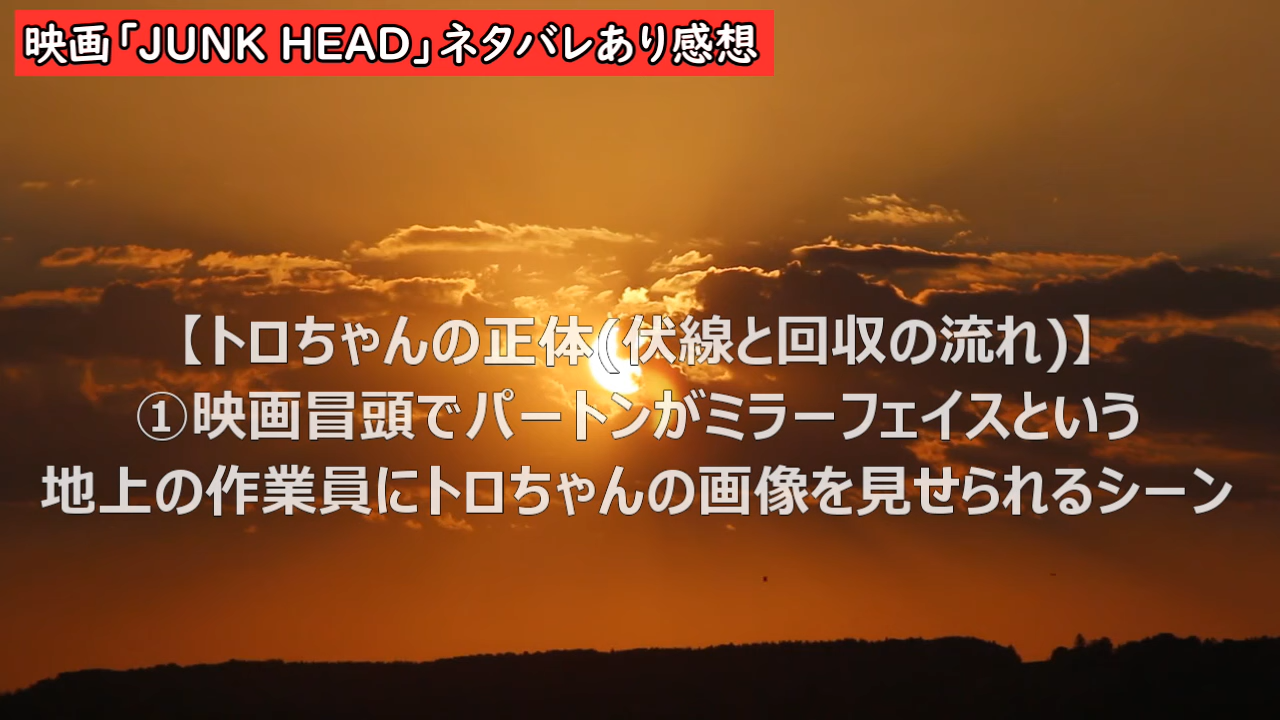 映画「JUNK HEAD」ネタバレあり感想
【トロちゃんの正体(伏線と回収の流れ)】
①映画冒頭でパートンがミラーフェイスという
地上の作業員にトロちゃんの画像を見せられるシーン